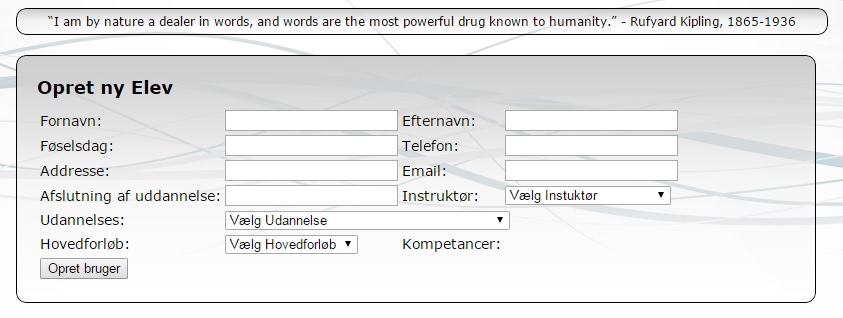 “I am by nature a dealer in words, and words are the most powerful drug known to humanity.” - Rufyard Kipling, 1865-1936
Opret ny Elev
Fornavn: Efternavn:
Føselsdag: Telefon:
Addresse: Email:
Afslutning af uddannelse: Instruktør: Vælg Instuktør
Udannelses: Vælg Udannelse
Hovedforløb: Vælg Hovedforløb Kompetancer:
Opret bruger